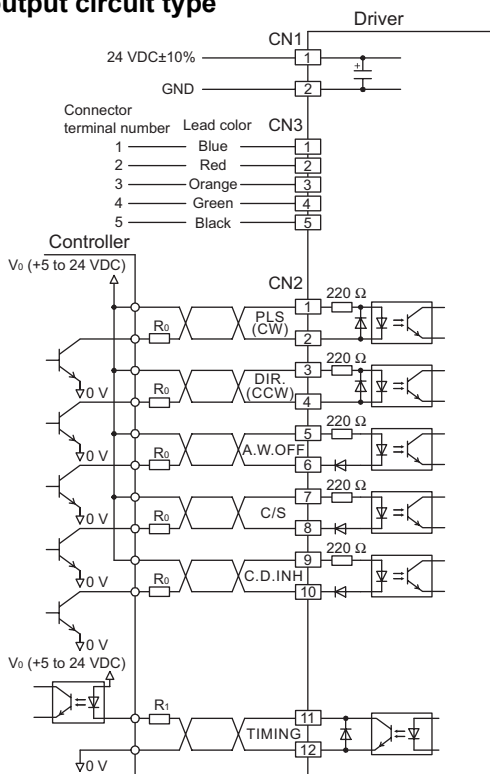 output circuit type
Driver
CN1
24 VDC±10%
1
GND
2
Connector
terminal number
Lead color
CN3
1
Blue
1
2
Red
2
3
Orange
3
4
Green
4
5
Black
5
Controller
V0 (+5 to 24 VDC)
CN2
1
220 Ω
PLS
(CW)
R0
2
0 V
3
220 Ω
DIR.
(CCW)
R0
4
0 V
5
220 Ω
A.W.OFF
R0
6
0 V
7
220 Ω
C/S
R0
8
0 V
9
220 Ω
C.D.INH
R0
10
0 V
V0 (+5 to 24 VDC)
R1
11
TIMING
12
0 V